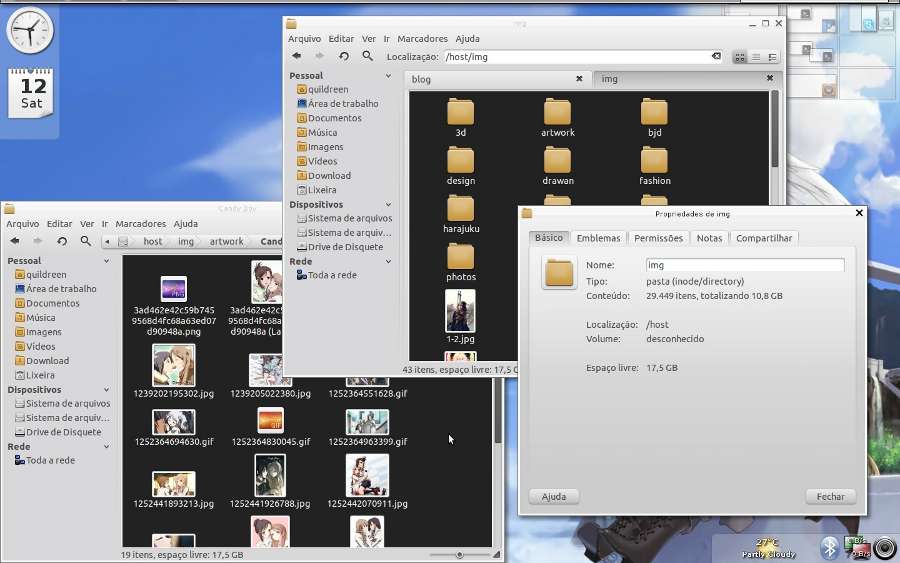 12
Sat
img
Arquivo Editar Ver Ir Marcadores Ajuda
Localização: /host/img
Pessoal
quildreen
Área de trabalho
Documentos
Música
Imagens
Vídeos
Download
Lixeira
Dispositivos
Sistema de arquivos
Sistema de arquiv...
Drive de Disquete
Rede
Toda a rede
blog
img
3d
artwork
bjd
design
drawan
fashion
harajuku
photos
1-2.jpg
43 itens, espaço livre: 17,5 G
Candy Boy
Arquivo Editar Ver Ir Marcadores Ajuda
host img artwork Cand
Pessoal
quildreen
Área de trabalho
Documentos
Música
Imagens
Vídeos
Download
Lixeira
Dispositivos
Sistema de arquivos
Sistema de arquiv...
Drive de Disquete
Rede
Toda a rede
PNG
3ad462e42c59b745
9568d4fc68a63ed07
d90948a.png
3ad462e42c59b745
9568d4fc68a63ed07
d90948a (La
1239202195302.jpg
1239205022380.jpg
1252364551628.gif
GIF
1252364694630.gif
1252364830045.gif
1252364963399.gif
1252441893213.jpg
1252441926788.jpg
1252442070911.jpg
19 itens, espaço livre: 17,5 GB
Propriedades de img
Básico
Emblemas
Permissões
Notas
Compartilhar
Nome: img
Tipo: pasta (inode/directory)
Conteúdo: 29.449 itens, totalizando 10,8 GB
Localização: /host
Volume: desconhecido
Espaço livre: 17,5 GB
Ajuda
Fechar
27°C
Partly Cloudy